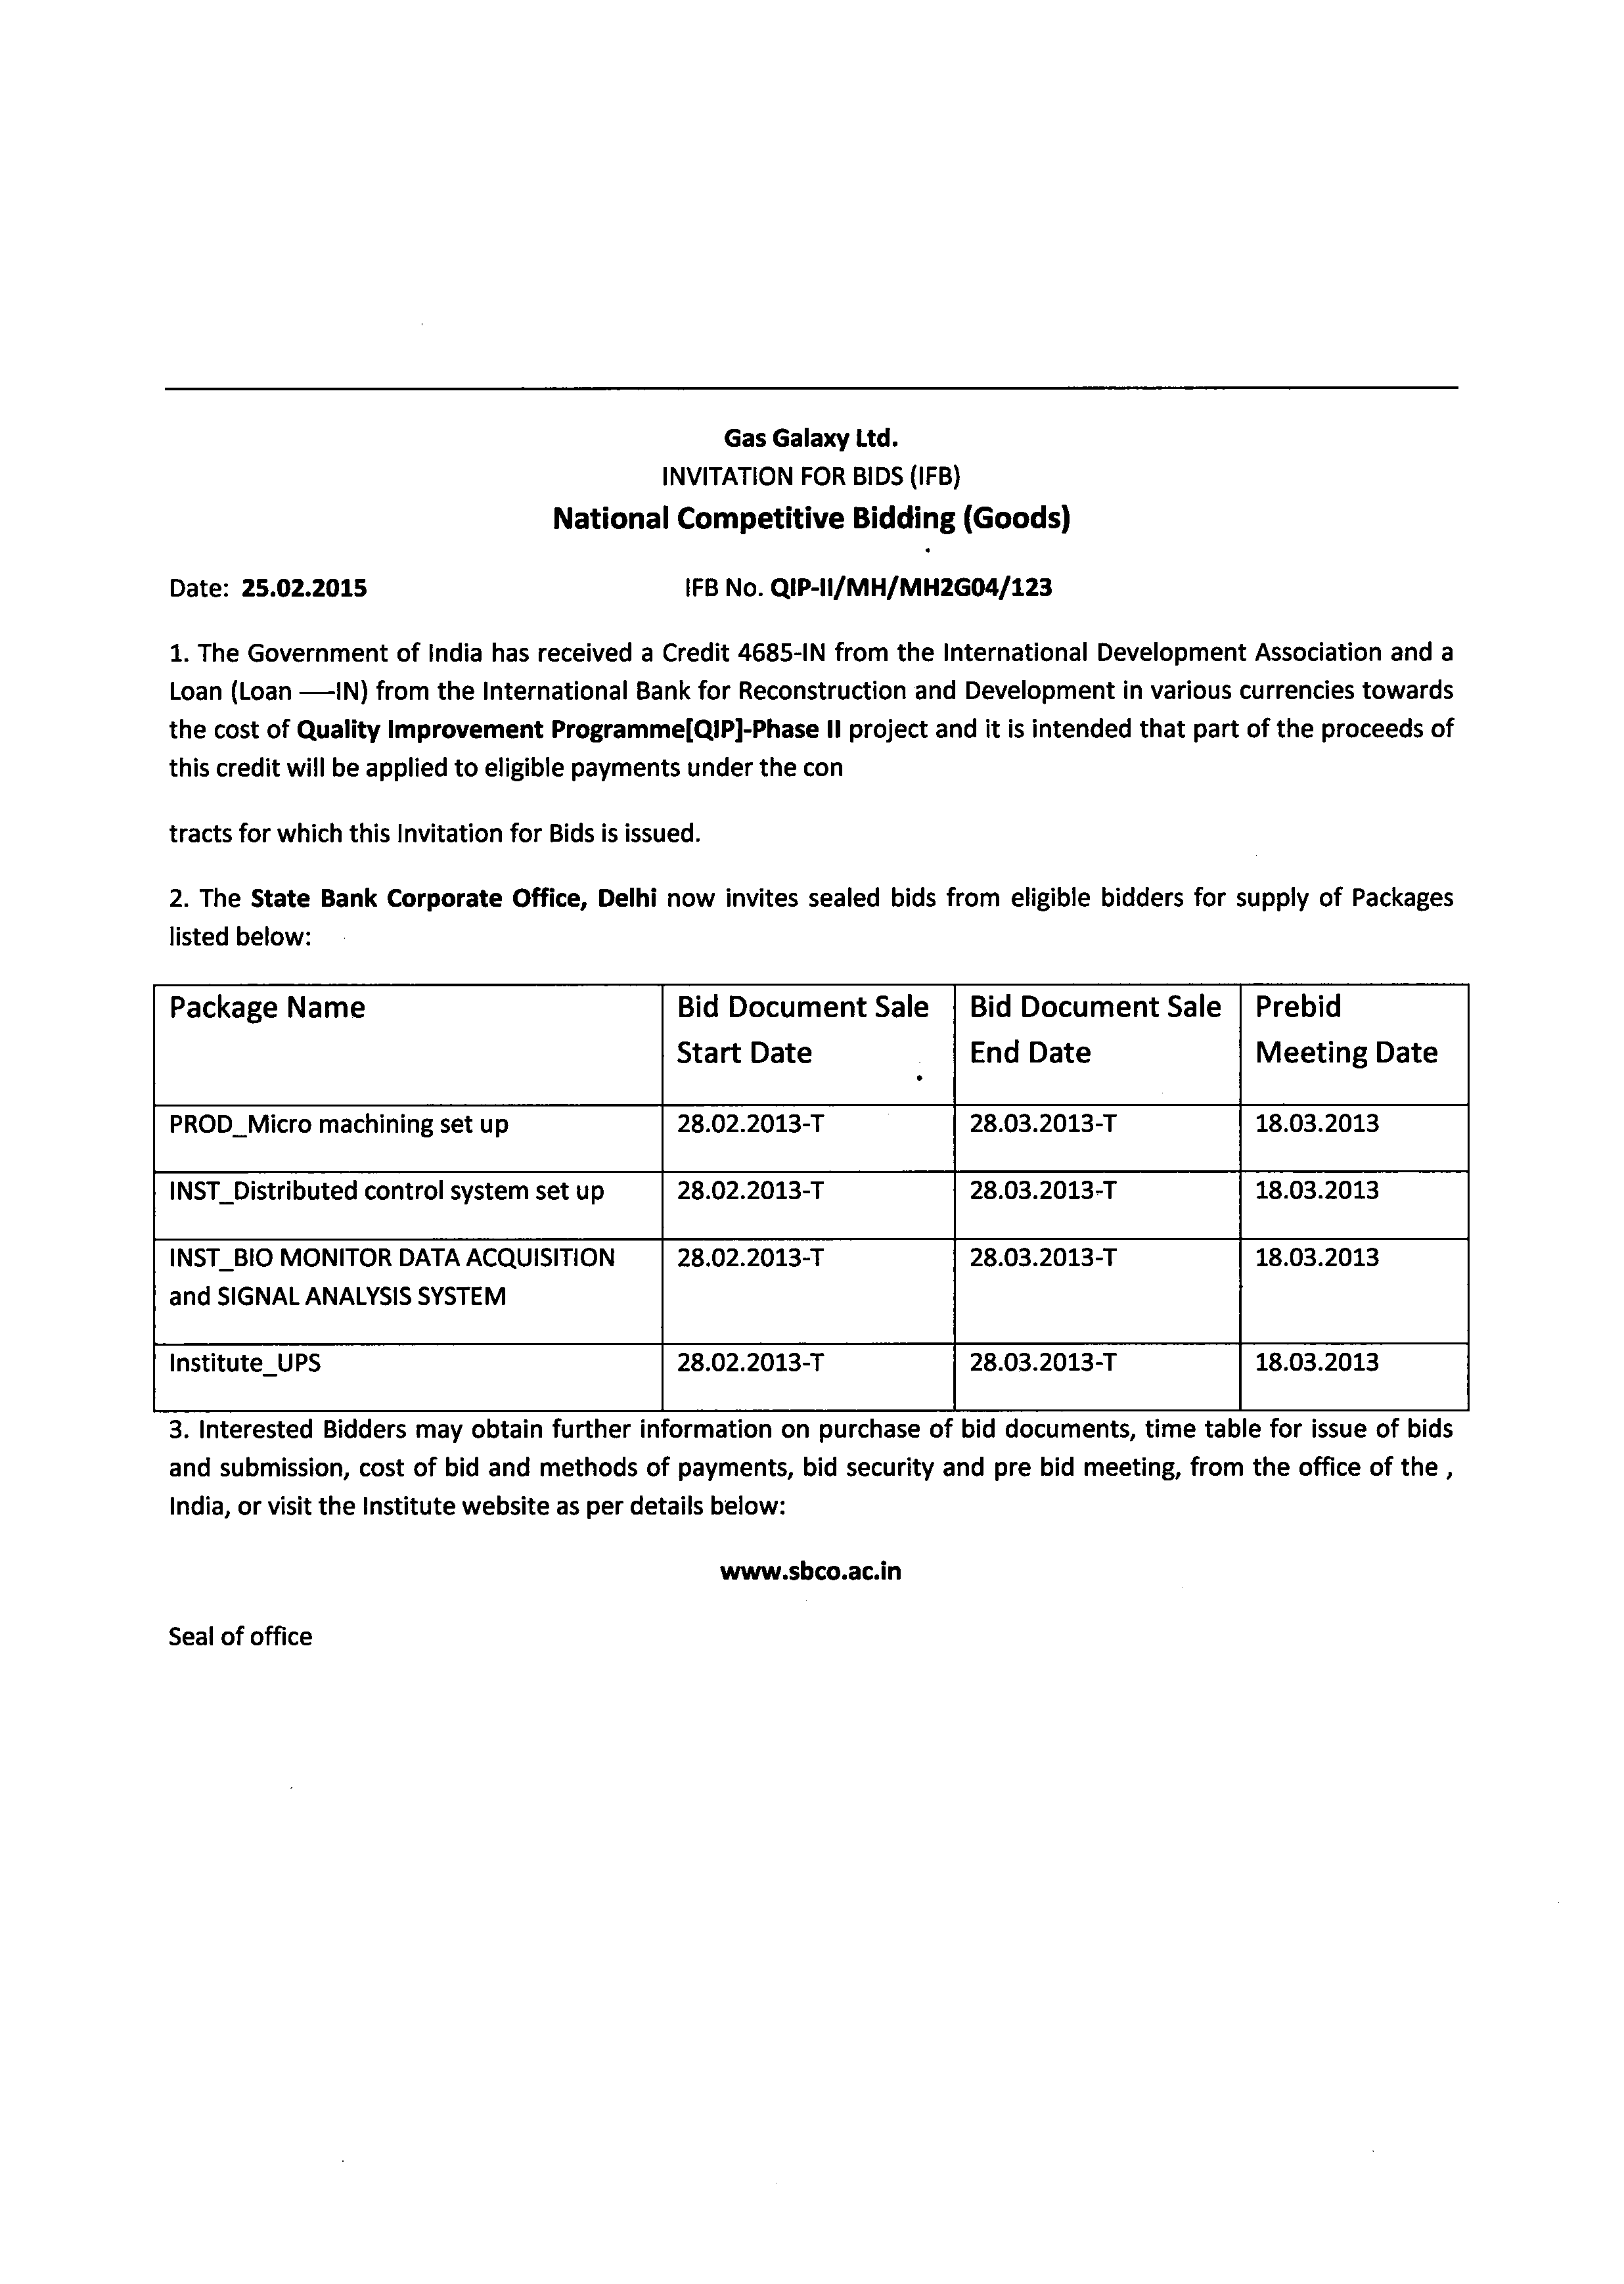 Gas Galaxy Ltd.
INVITATION FOR BIDS (IFB)
National Competitive Bidding (Goods)
Date: 25.02.2015 IFB No. QIP-II/MH/MH2G04/123
1. The Government of India has received a Credit 4685-IN from the International Development Association and a
Loan (Loan —–IN) from the International Bank for Reconstruction and Development in various currencies towards
the cost of Quality Improvement Programme[QIP]-Phase II project and it is intended that part of the proceeds of
this credit will be applied to eligible payments under the con
tracts for which this Invitation for Bids is issued.
2. The State Bank Corporate Office, Delhi now invites sealed bids from eligible bidders for supply of Packages
listed below:
Package Name Bid Document Sale Bid Document Sale Prebid
Start Date End Date Meeting Date
PROD_Micro machining set up 28.02.2013-T 28.03.2013-T 18.03.2013
INST_Distributed control system set up 28.02.2013-T 28.03.2013-T 18.03.2013
INST_BIO MONITOR DATA ACQUISITION 28.02.2013-T 28.03.2013-T 18.03.2013
and SIGNAL ANALYSIS SYSTEM
Institute_UPS 28.02.2013-T 28.03.2013-T 18.03.2013
3. Interested Bidders may obtain further information on purchase of bid documents, time table for issue of bids
and submission, cost of bid and methods of payments, bid security and pre bid meeting, from the office of the ,
India, or visit the Institute website as per details below:
www.sbco.ac.in
Seal of office